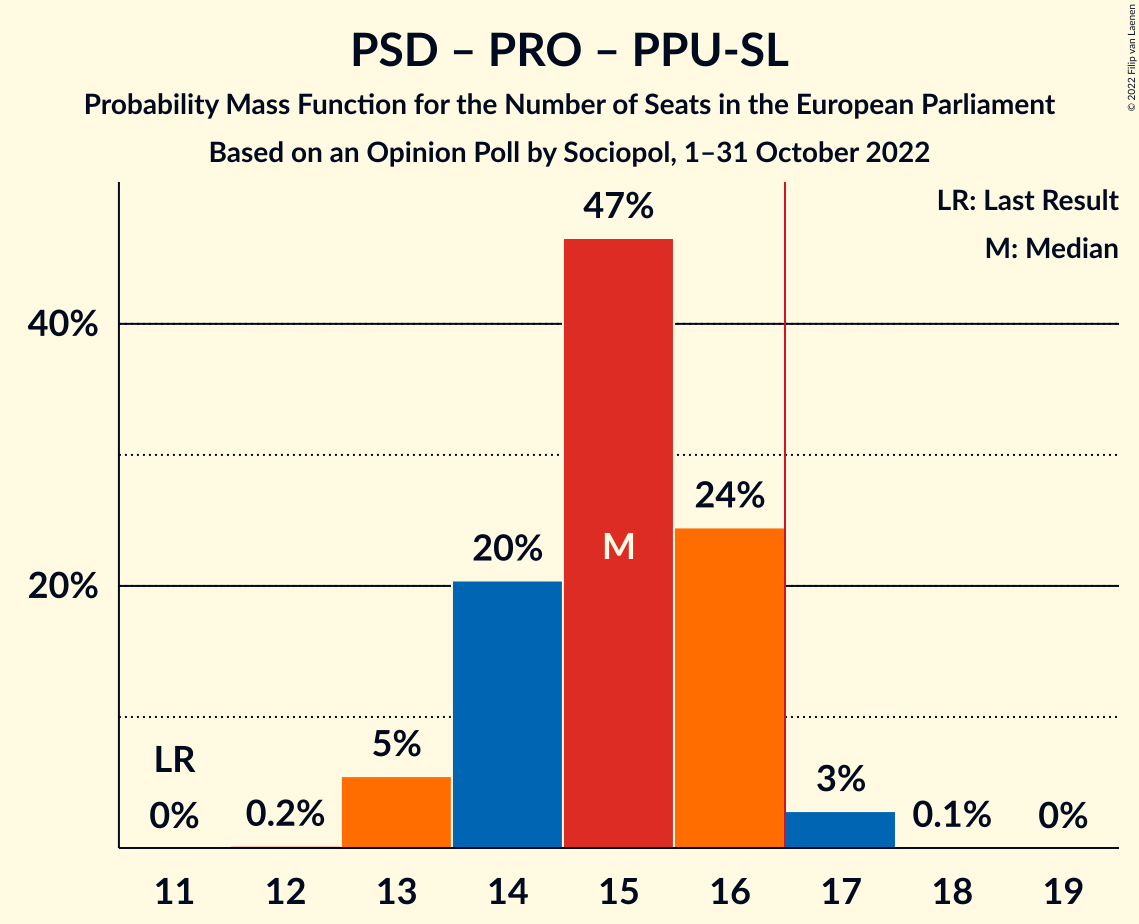 PSD – PRO – PPU-SL
Probability Mass Function for the Number of Seats in the European Parliament
Based on an Opinion Poll by Sociopol, 1–31 October 2022
© 2022 Filip van Laenen
LR: Last Result
M: Median
47%
40%
24%
20%
M
20%
5%
LR
3%
0%
0.2%
0.1%
0%
11 12 13 14 15 16 17 18 19